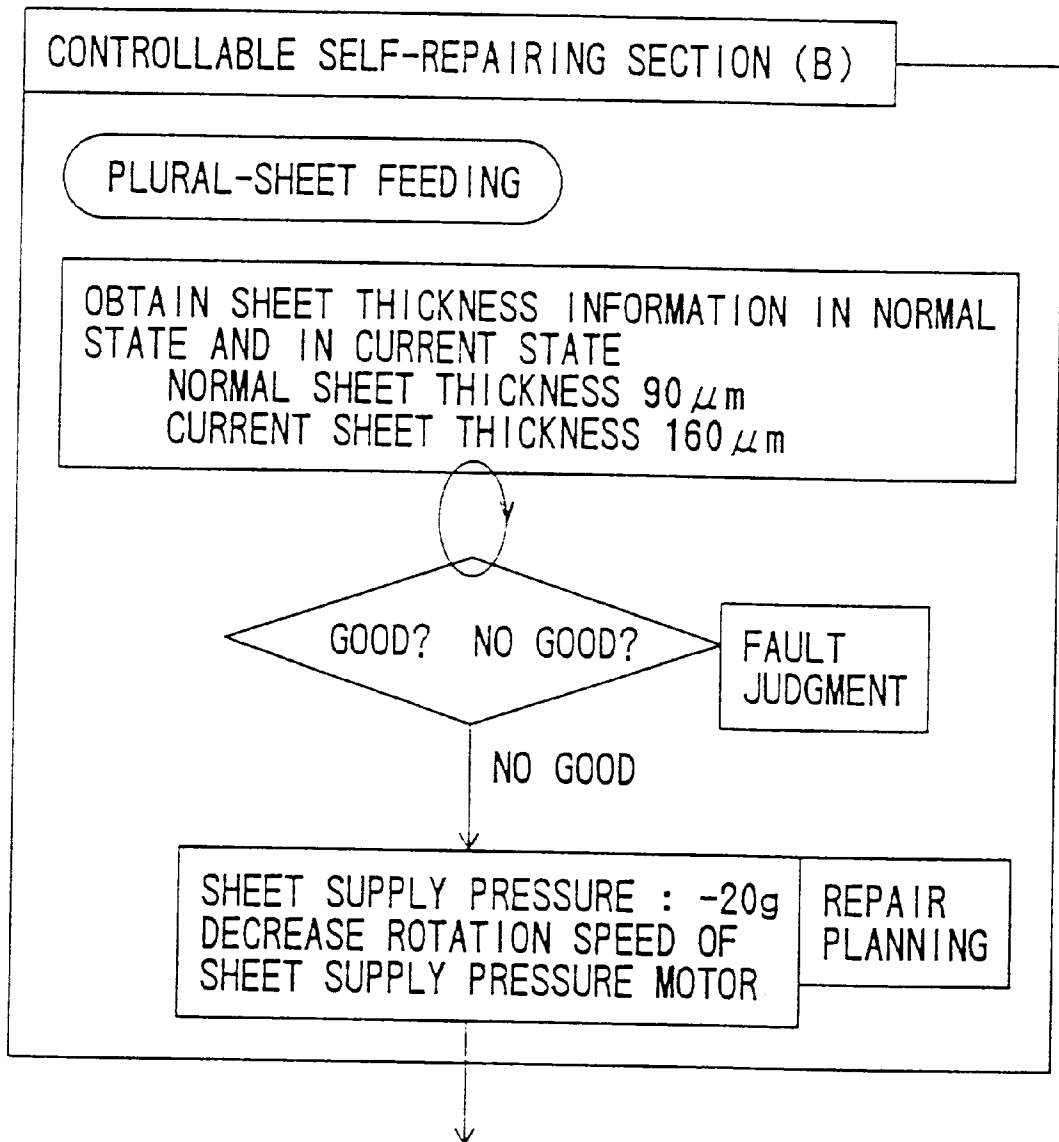 CONTROLLABLE SELF-REPAIRING SECTION (B)
PLURAL-SHEET FEEDING
OBTAIN SHEET THICKNESS INFORMATION IN NORMAL
STATE AND IN CURRENT STATE
NORMAL SHEET THICKNESS 90μm
CURRENT SHEET THICKNESS 160μm
GOOD? NO GOOD?
FAULT
JUDGMENT
NO GOOD
SHEET SUPPLY PRESSURE : -20g
DECREASE ROTATION SPEED OF
SHEET SUPPLY PRESSURE MOTOR
REPAIR
PLANNING